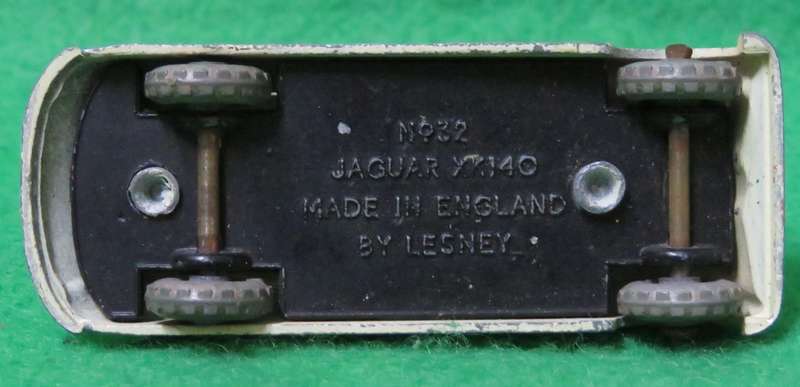 Nº32
JAGUAR XK140
MADE IN ENGLAND
BY LESNEY